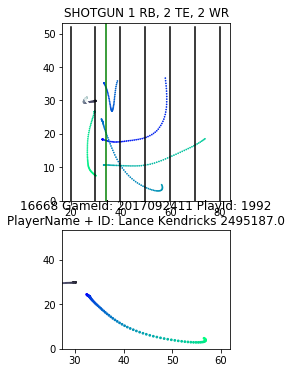 SHOTGUN 1 RB, 2 TE, 2 WR
50
40
30
20
10
0
20 40 60 80
16668 GameId: 2017092411 PlayId: 1992
PlayerName + ID: Lance Kendricks 2495187.0
40
20
0
30 40 50 60